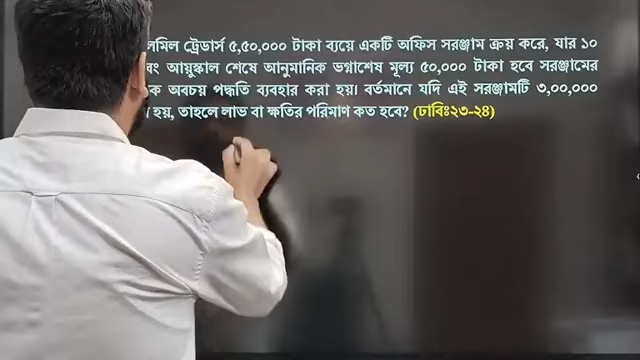 লমিল ট্রেডার্স ৫,৫০,০০০ টাকা ব্যয়ে একটি অফিস সরঞ্জাম ক্রয় করে, যার ১০
বং আয়ুষ্কাল শেষে আনুমানিক ভগ্নাশেষ মূল্য ৫০,০০০ টাকা হবে সরঞ্জামের
ক অবচয় পদ্ধতি ব্যবহার করা হয়। বর্তমানে যদি এই সরঞ্জামটি ৩,০০,০০০
হয়, তাহলে লাভ বা ক্ষতির পরিমাণ কত হবে? (ঢাবিঃ২৩-২৪)